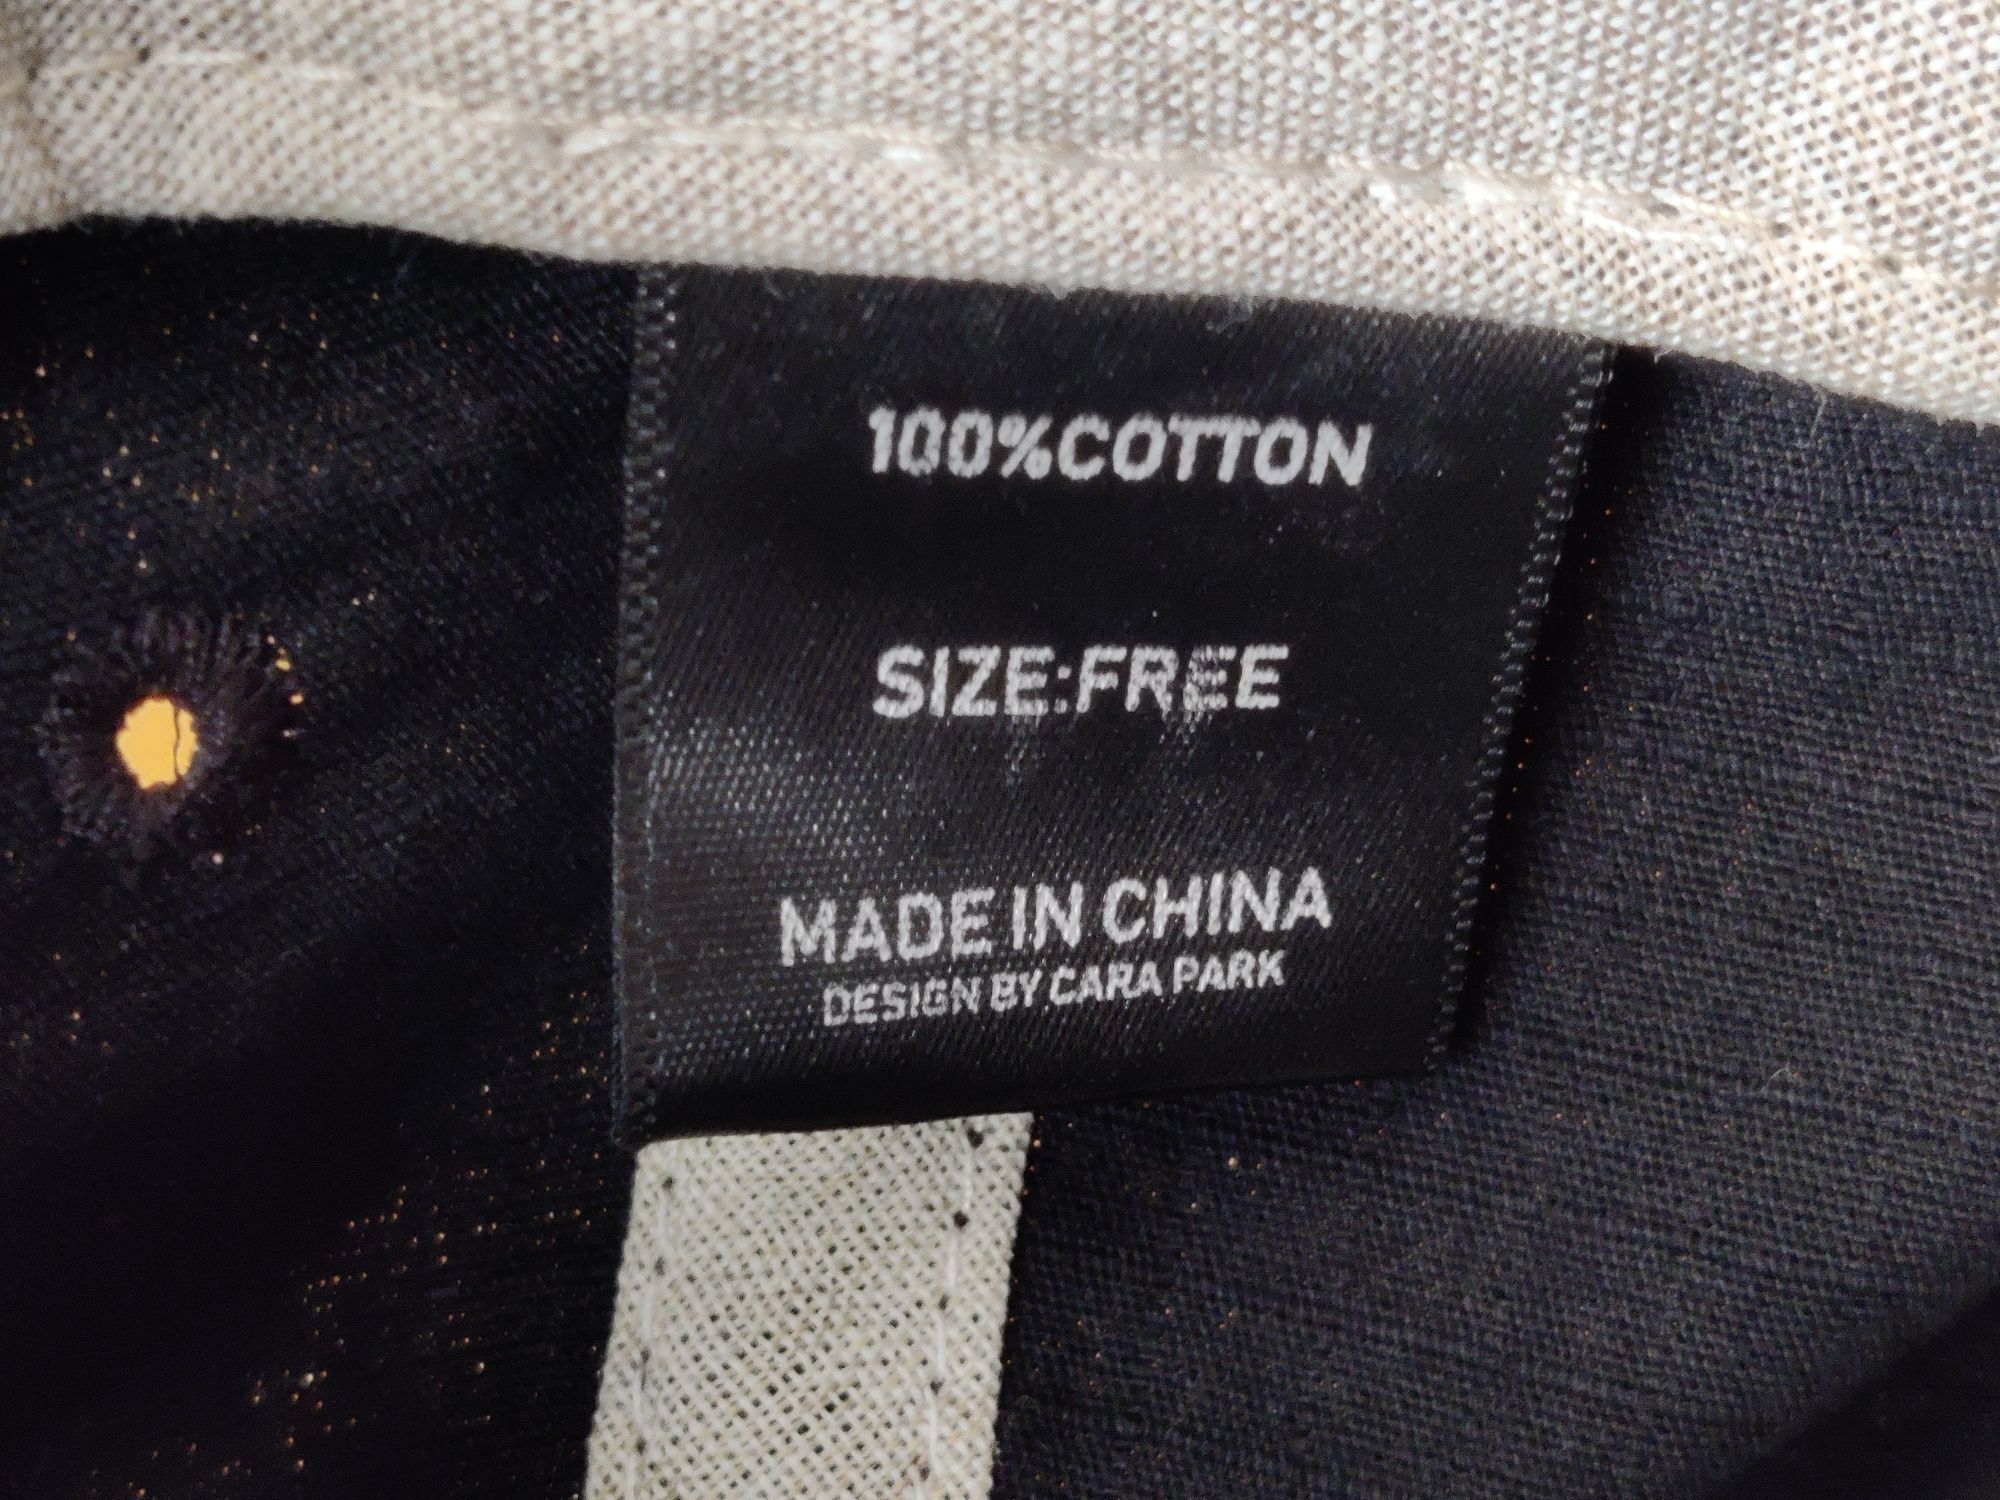 100%COTTON
SIZE:FREE
MADE IN CHINA
DESIGN BY CARA PARK